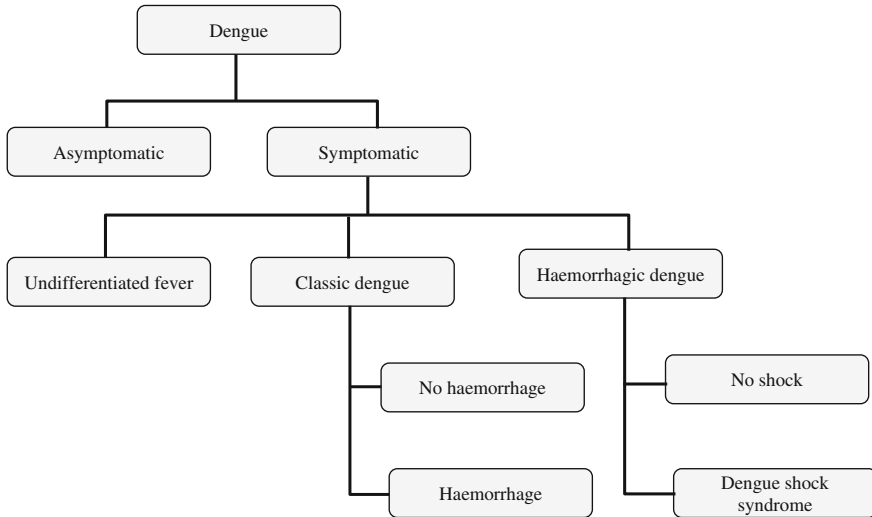 Dengue
Asymptomatic
Symptomatic
Undifferentiated fever
Classic dengue
Haemorrhagic dengue
No haemorrhage
No shock
Haemorrhage
Dengue shock
syndrome